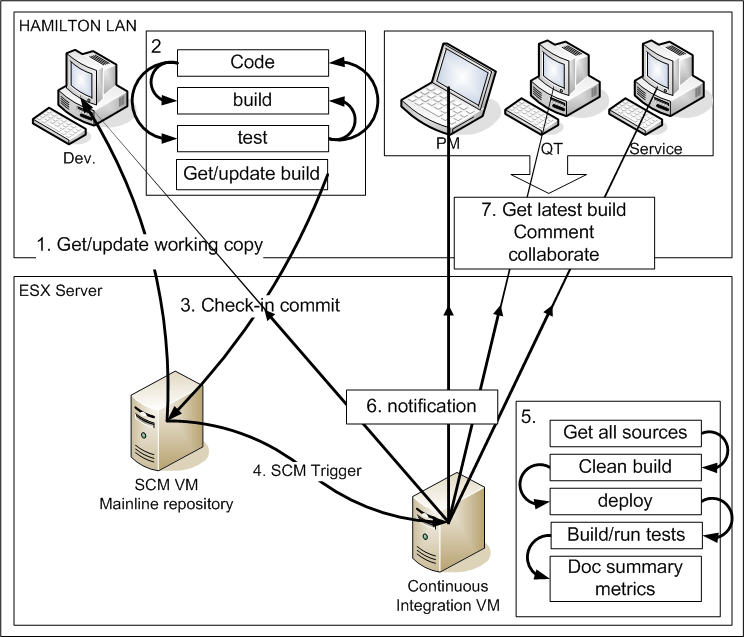 HAMILTON LAN
2
Code
build
test
Get/update build
Dev.
PM
QT
Service
1. Get/update working copy
7. Get latest build
Comment
collaborate
ESX Server
3. Check-in commit
6. notification
SCM VM
Mainline repository
4. SCM Trigger
Continuous
Integration VM
5.
Get all sources
Clean build
deploy
Build/run tests
Doc summary
metrics